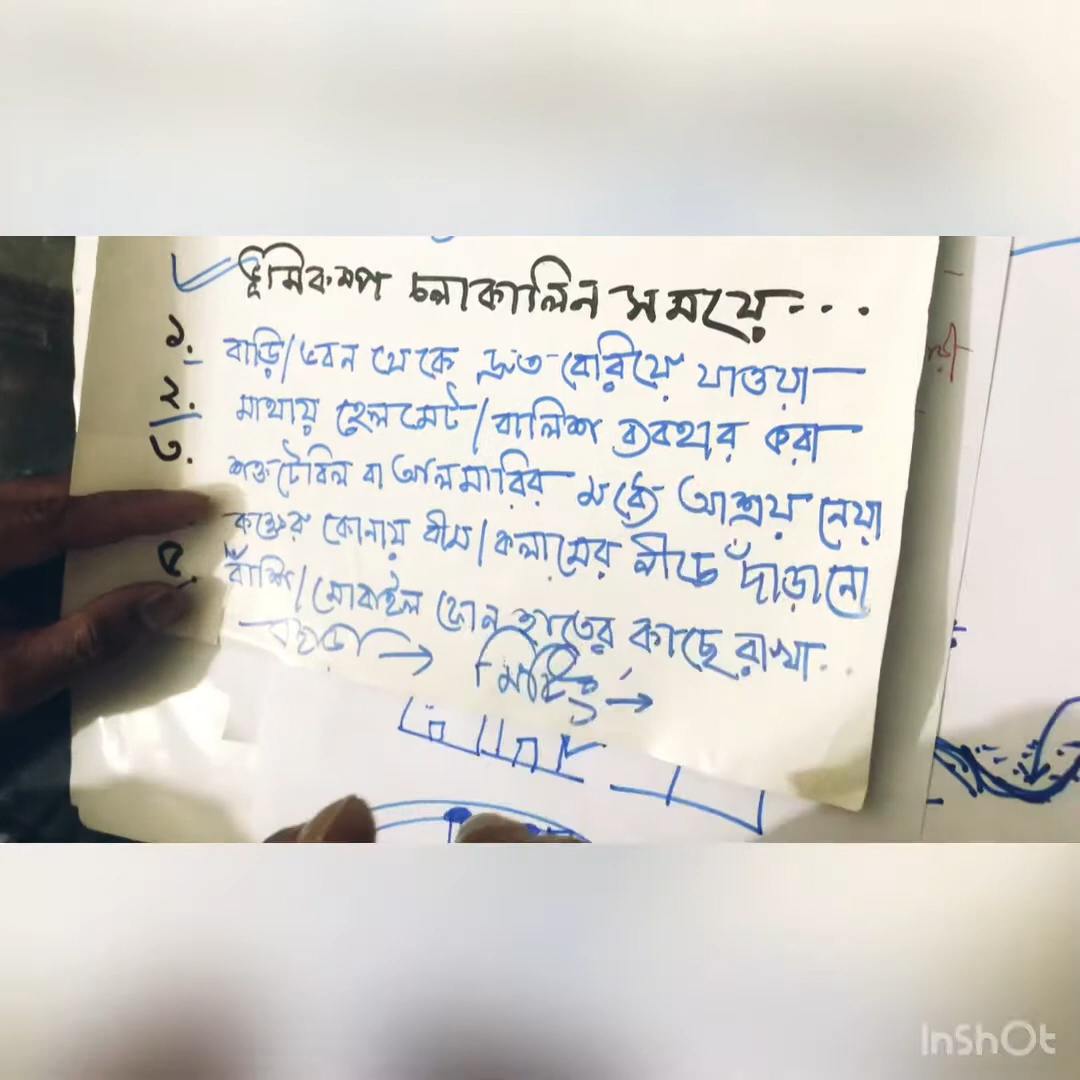 ভূমিকম্প চলাকালিন সময়ে...
১. বাড়ি/ভবন থেকে দ্রুত বেরিয়ে যাওয়া
২. মাথায় হেলমেট/বালিশ ব্যবহার করা
৩. শক্ত টেবিল বা আলমারির মধ্যে আশ্রয় নেয়া
কক্ষের কোনায় বীম/কলামের নীচে দাঁড়ানো
৫. বাঁশি/মোবাইল ফোন হাতের কাছে রাখা..
InShOt